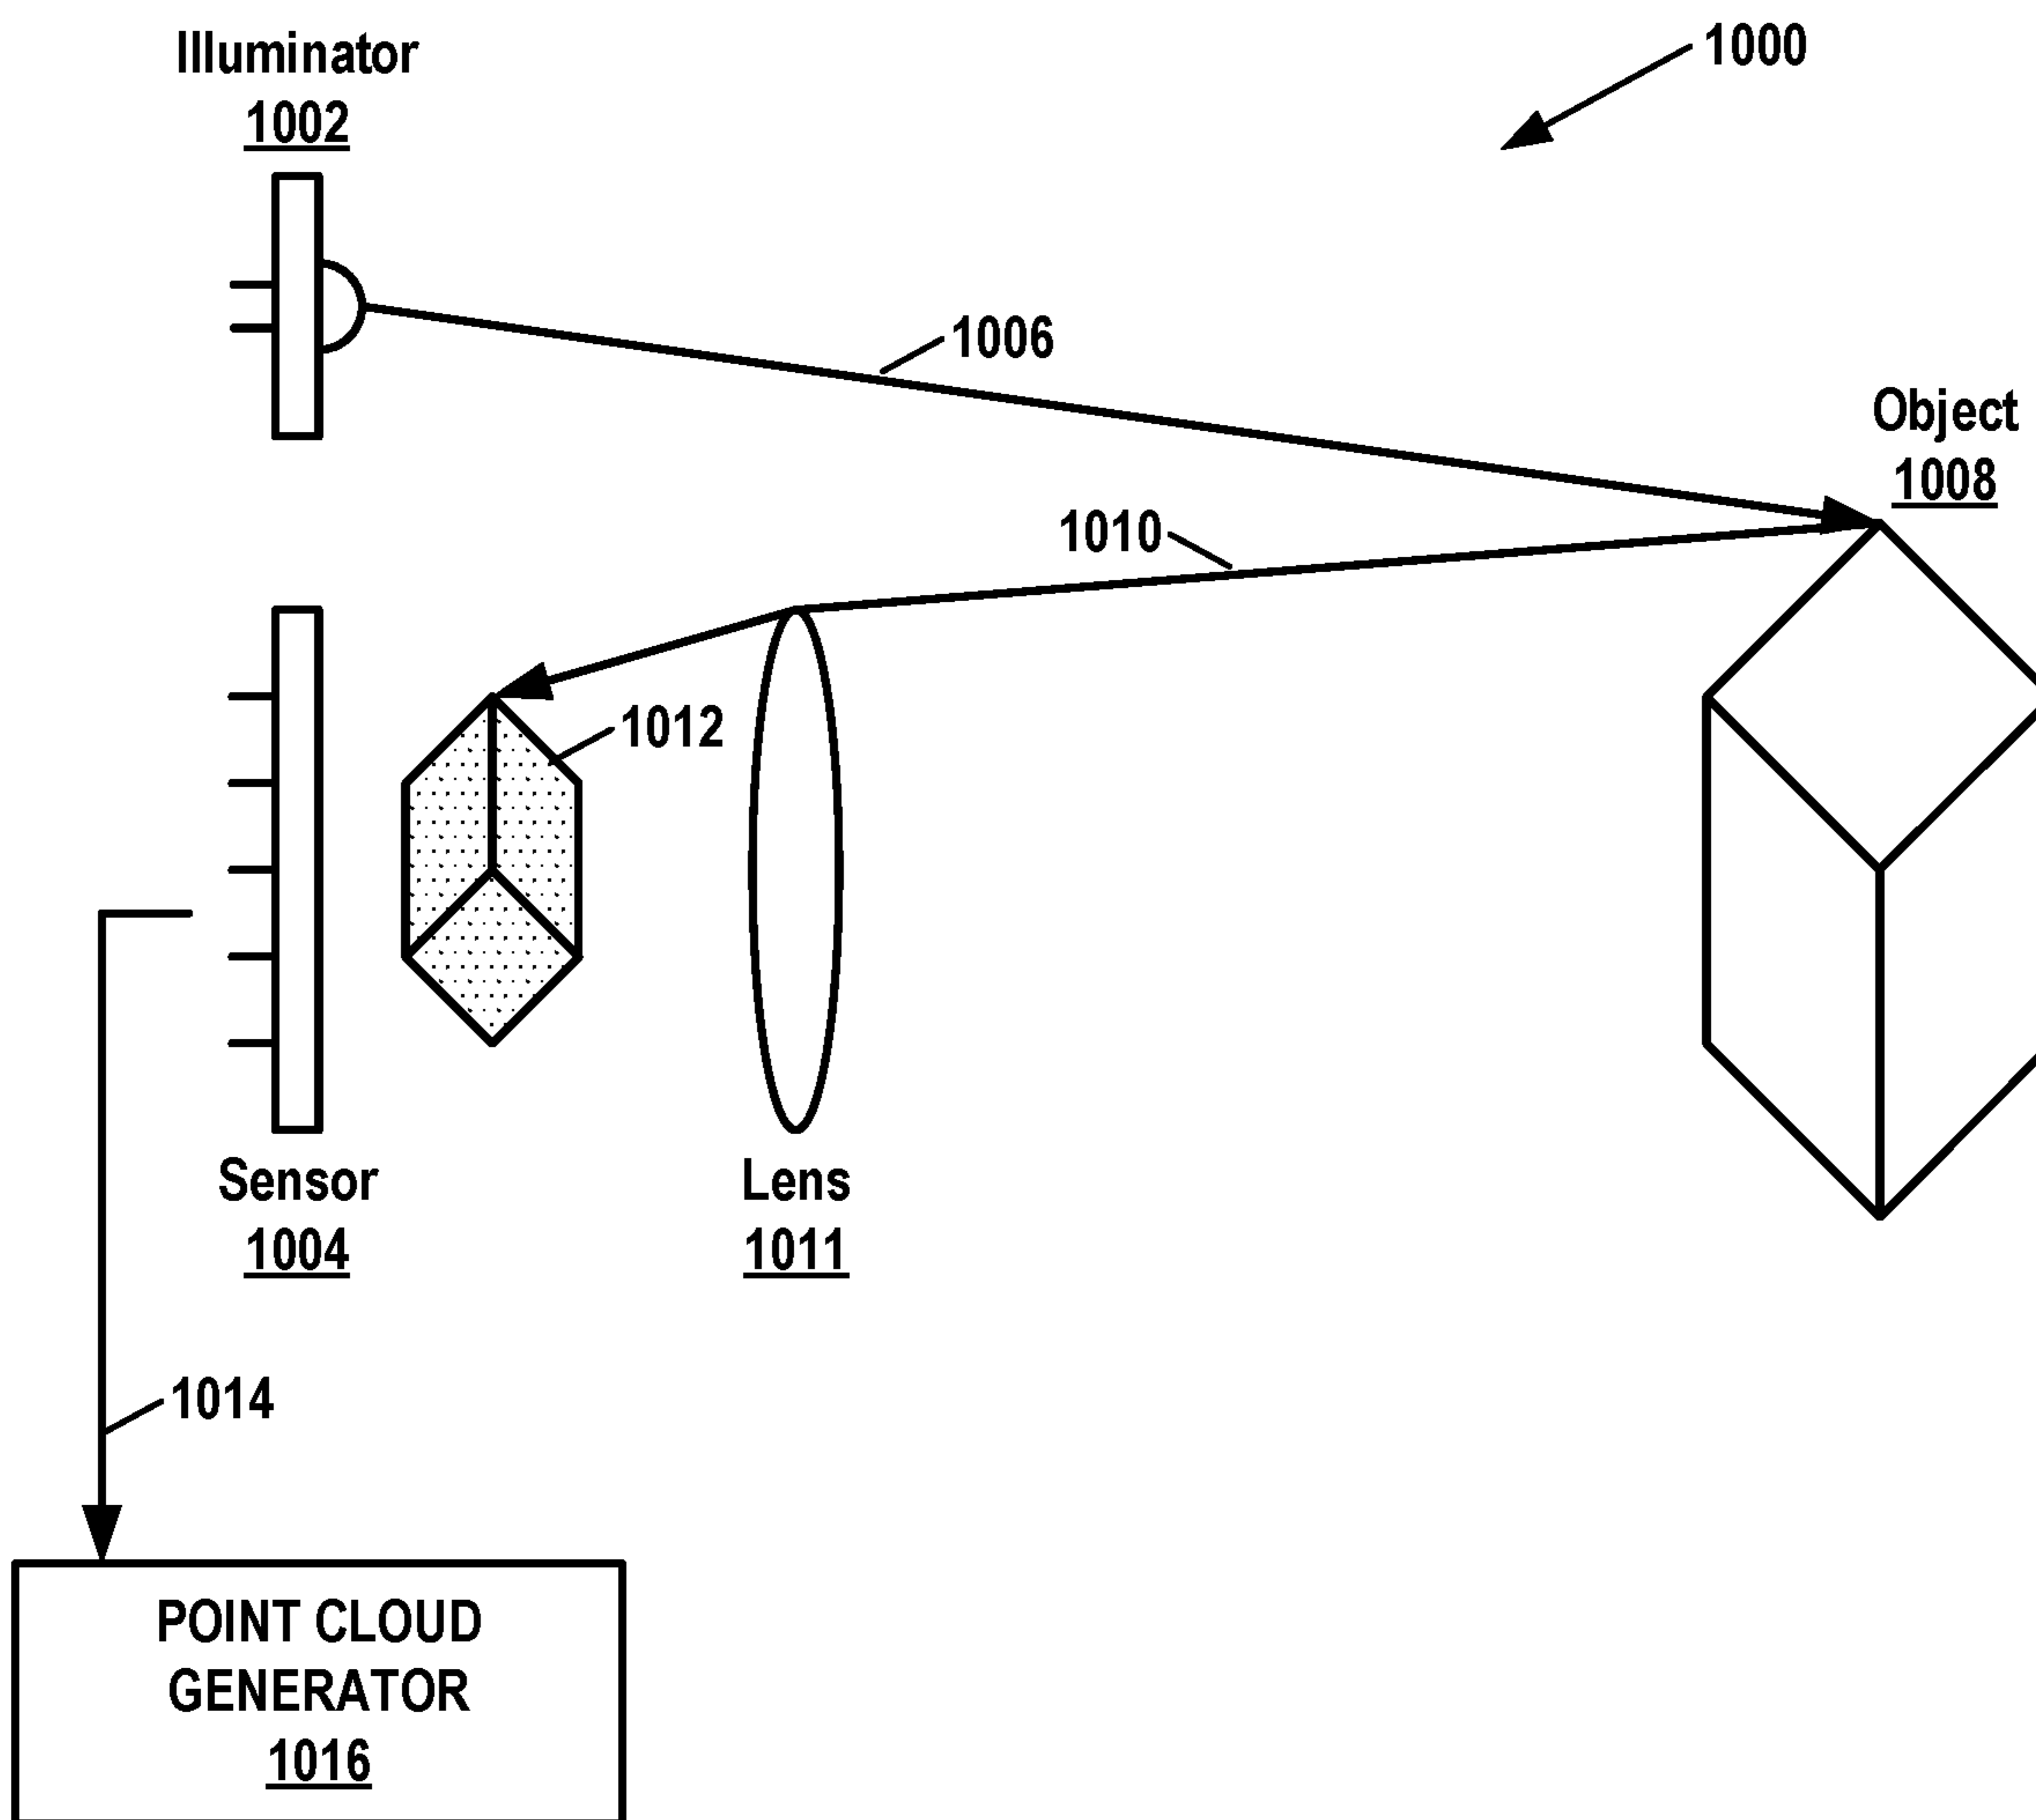 Illuminator
1002
1000
1006
Object
1008
1010
1012
Sensor
1004
Lens
1011
1014
POINT CLOUD
GENERATOR
1016